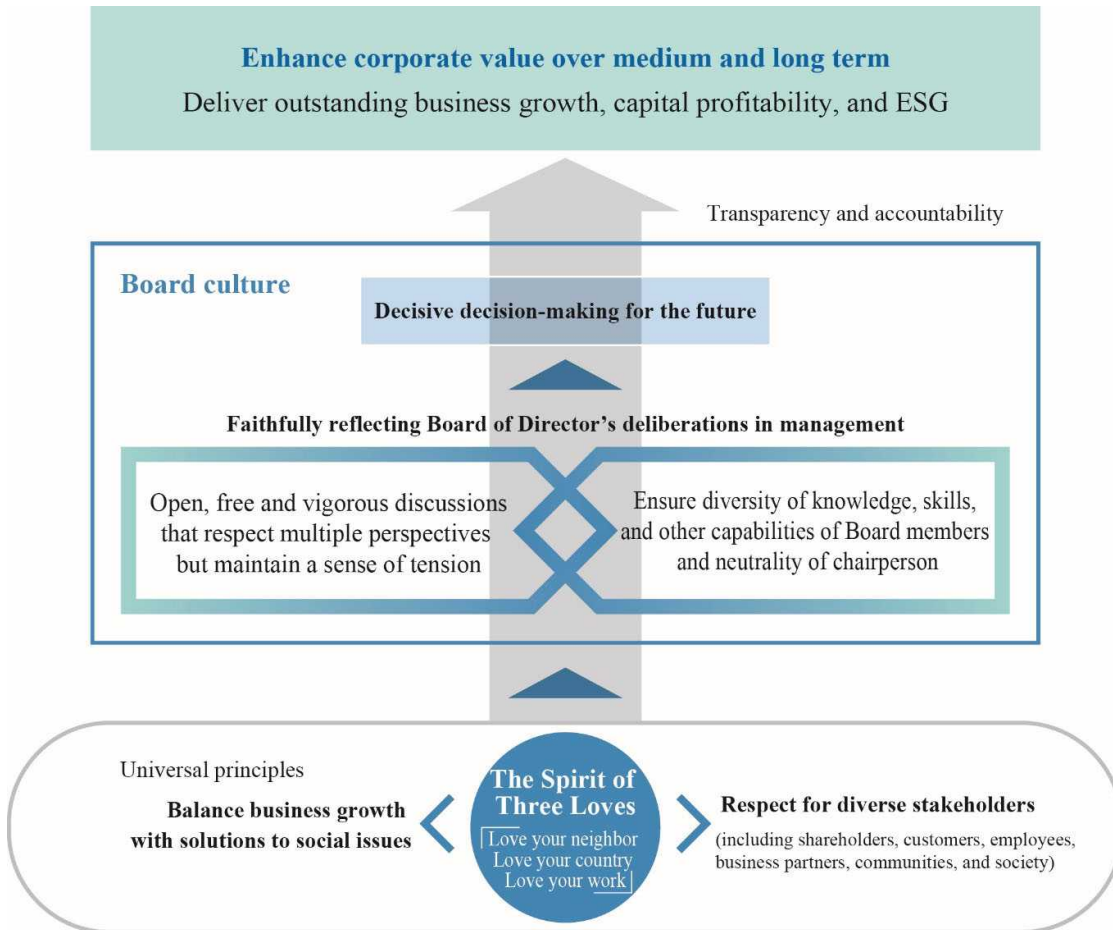 Enhance corporate value over medium and long term
Deliver outstanding business growth, capital profitability, and ESG
Transparency and accountability
Board culture
Decisive decision-making for the future
Faithfully reflecting Board of Director’s deliberations in management
Open, free and vigorous discussions
that respect multiple perspectives
but maintain a sense of tension
Ensure diversity of knowledge, skills,
and other capabilities of Board members
and neutrality of chairperson
Universal principles
Balance business growth
with solutions to social issues
The Spirit of
Three Loves
「Love your neighbor
Love your country
Love your work」
Respect for diverse stakeholders
(including shareholders, customers, employees,
business partners, communities, and society)